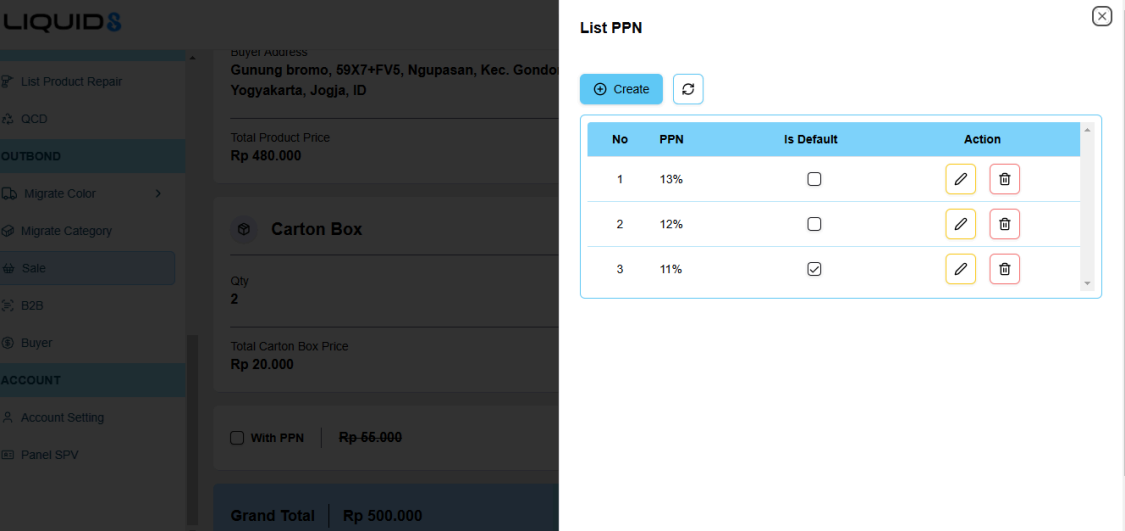 LIQUID8
List Product Repair
QCD
OUTBOND
Migrate Color
Migrate Category
Sale
B2B
Buyer
ACCOUNT
Account Setting
Panel SPV
Buyer Address
Gunung bromo, 59X7+FV5, Ngupasan, Kec. Gondo
Yogyakarta, Jogja, ID
Total Product Price
Rp 480.000
Carton Box
Qty
2
Total Carton Box Price
Rp 20.000
With PPN Rp 55.000
Grand Total Rp 500.000
List PPN
Create
No PPN Is Default Action
1 13%
2 12%
3 11%